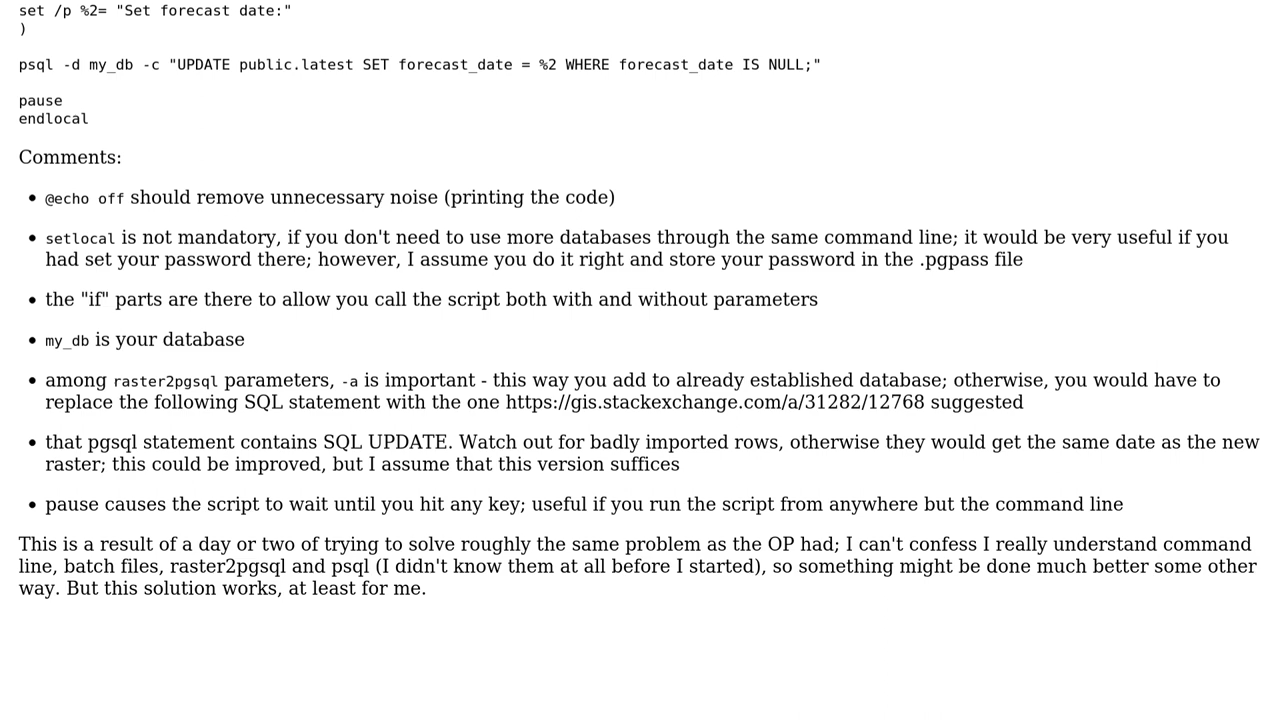 set /p %2= "Set forecast date:"
)
psql -d my_db -c "UPDATE public.latest SET forecast_date = %2 WHERE forecast_date IS NULL;"
pause
endlocal
Comments:
• @echo off should remove unnecessary noise (printing the code)
• setlocal is not mandatory, if you don't need to use more databases through the same command line; it would be very useful if you
had set your password there; however, I assume you do it right and store your password in the .pgpass file
• the "if" parts are there to allow you call the script both with and without parameters
• my_db is your database
• among raster2pgsql parameters, -a is important - this way you add to already established database; otherwise, you would have to
replace the following SQL statement with the one https://gis.stackexchange.com/a/31282/12768 suggested
• that pgsql statement contains SQL UPDATE. Watch out for badly imported rows, otherwise they would get the same date as the new
raster; this could be improved, but I assume that this version suffices
• pause causes the script to wait until you hit any key; useful if you run the script from anywhere but the command line
This is a result of a day or two of trying to solve roughly the same problem as the OP had; I can't confess I really understand command
line, batch files, raster2pgsql and psql (I didn't know them at all before I started), so something might be done much better some other
way. But this solution works, at least for me.